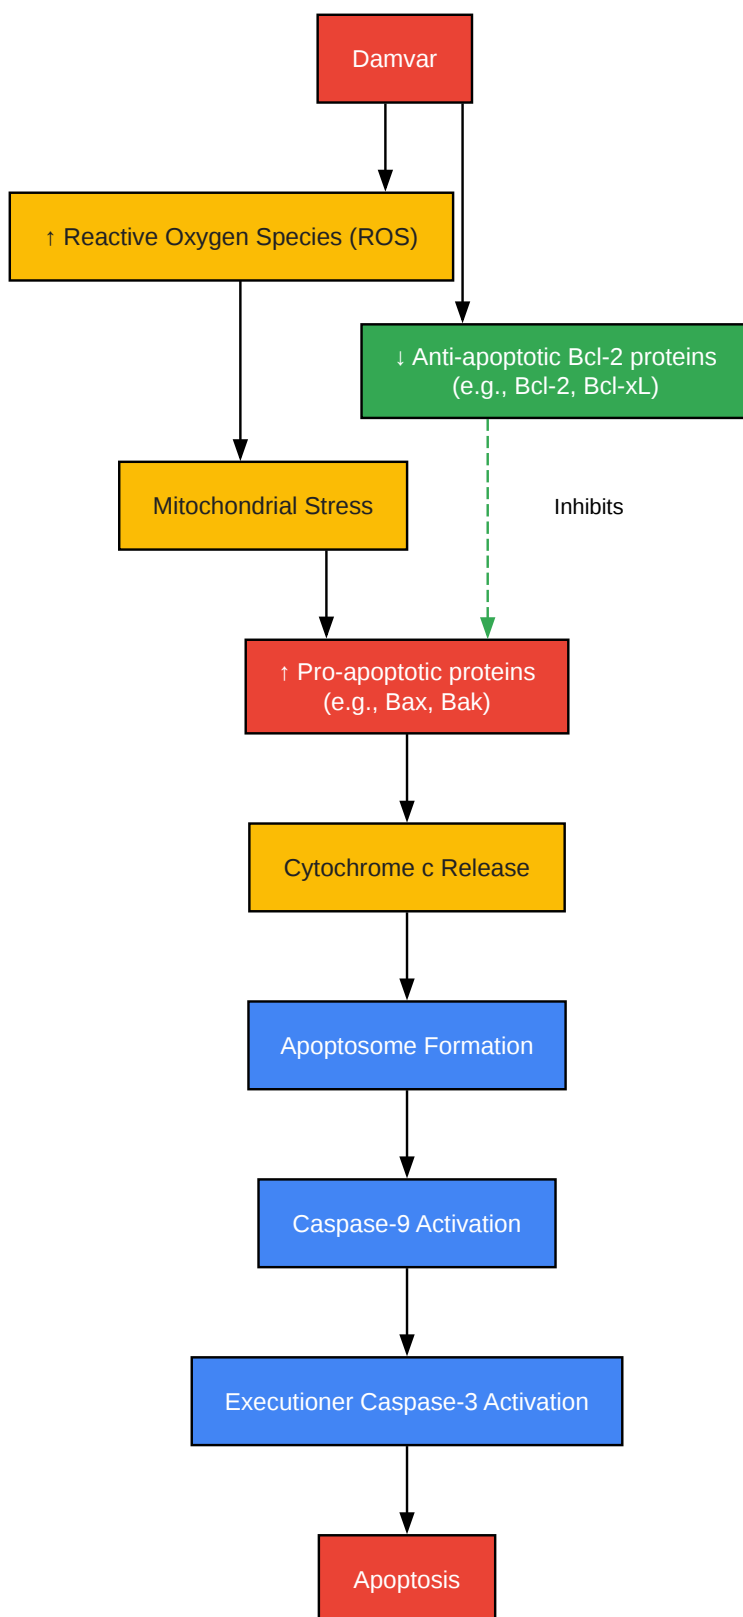 Damvar
↑ Reactive Oxygen Species (ROS)
↓ Anti-apoptotic Bcl-2 proteins
(e.g., Bcl-2, Bcl-xL)
Mitochondrial Stress
Inhibits
↑ Pro-apoptotic proteins
(e.g., Bax, Bak)
Cytochrome c Release
Apoptosome Formation
Caspase-9 Activation
Executioner Caspase-3 Activation
Apoptosis